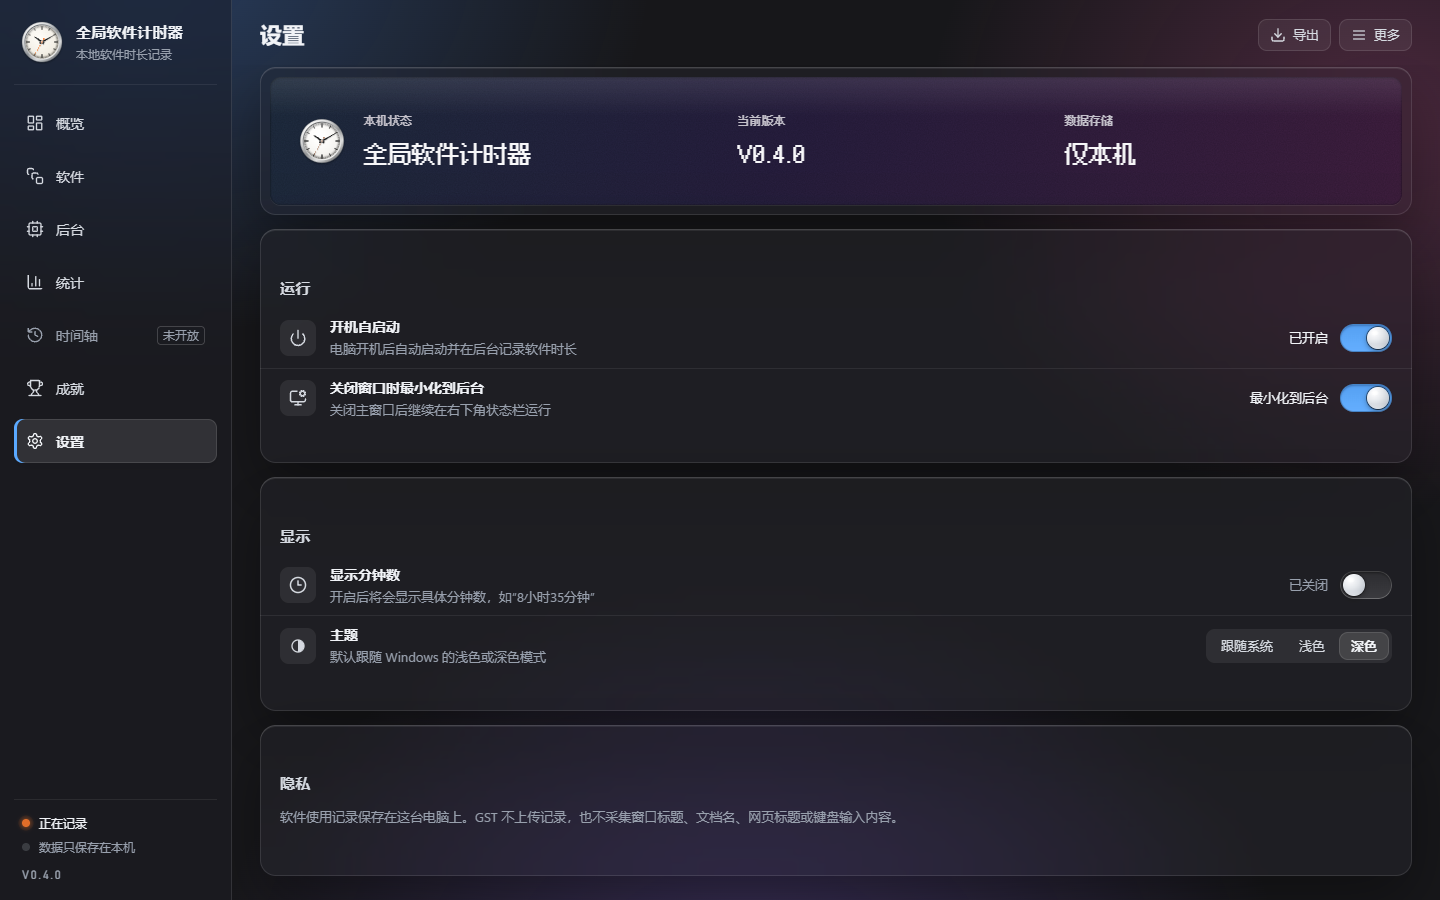 全局软件计时器
本地软件时长记录
概览
软件
后台
统计
时间轴 未开放
成就
设置
正在记录
数据只保存在本机
V0.4.0
设置
导出
更多
本机状态
全局软件计时器
当前版本
V0.4.0
数据存储
仅本机
运行
开机自启动
电脑开机后自动启动并在后台记录软件时长
已开启
关闭窗口时最小化到后台
关闭主窗口后继续在右下角状态栏运行
最小化到后台
显示
显示分钟数
开启后将会显示具体分钟数，如“8小时35分钟”
已关闭
主题
默认跟随 Windows 的浅色或深色模式
跟随系统 浅色 深色
隐私
软件使用记录保存在这台电脑上。GST 不上传记录，也不采集窗口标题、文档名、网页标题或键盘输入内容。